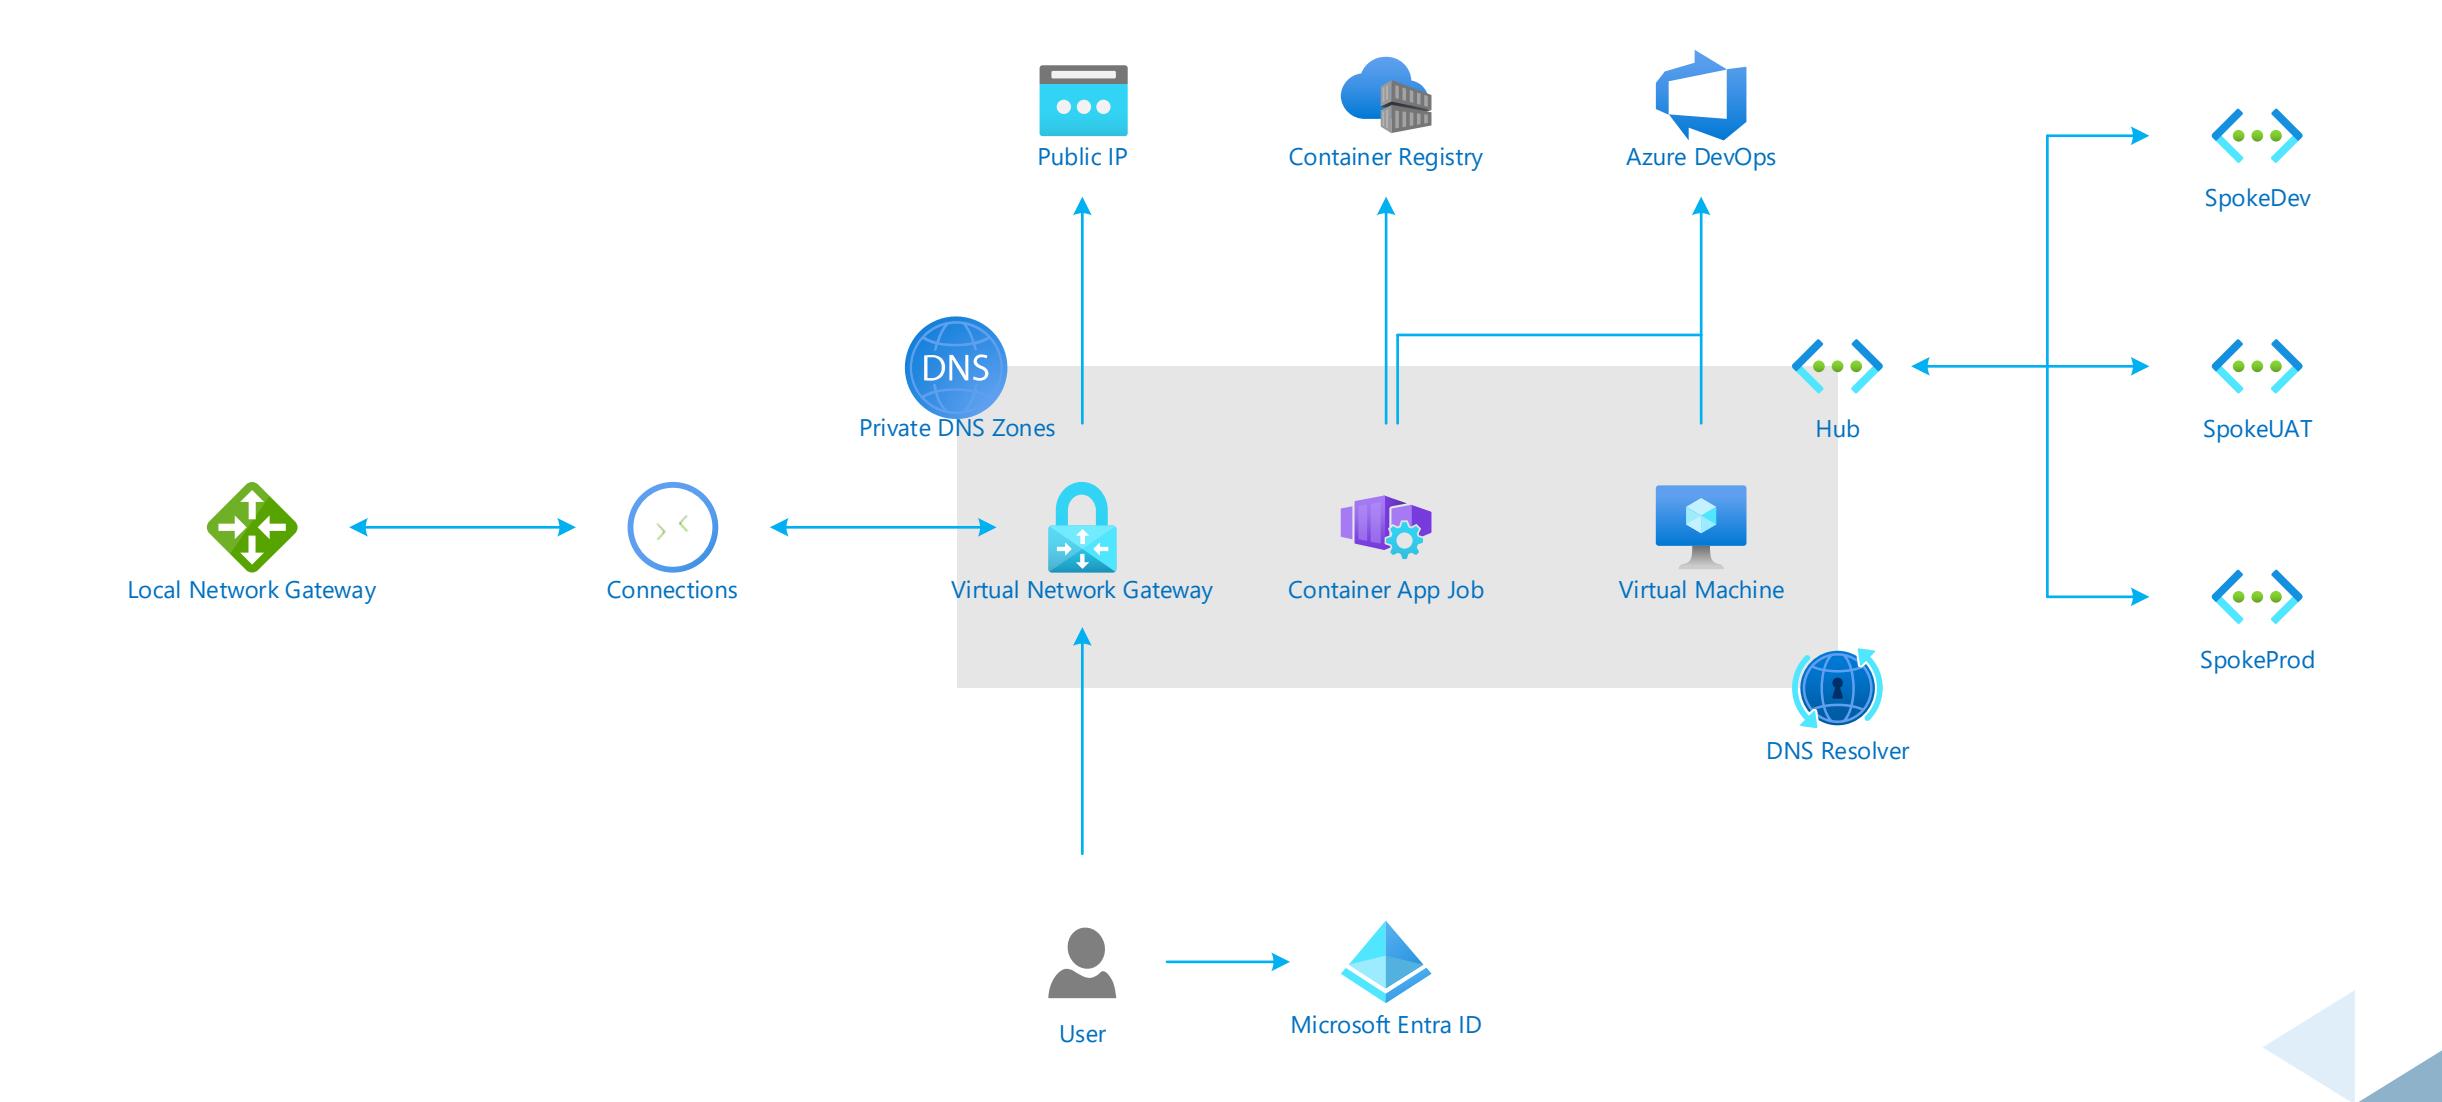 Public IP
Container Registry
Azure DevOps
SpokeDev
DNS
Private DNS Zones
Hub
SpokeUAT
Local Network Gateway
Connections
Virtual Network Gateway
Container App Job
Virtual Machine
SpokeProd
DNS Resolver
User
Microsoft Entra ID